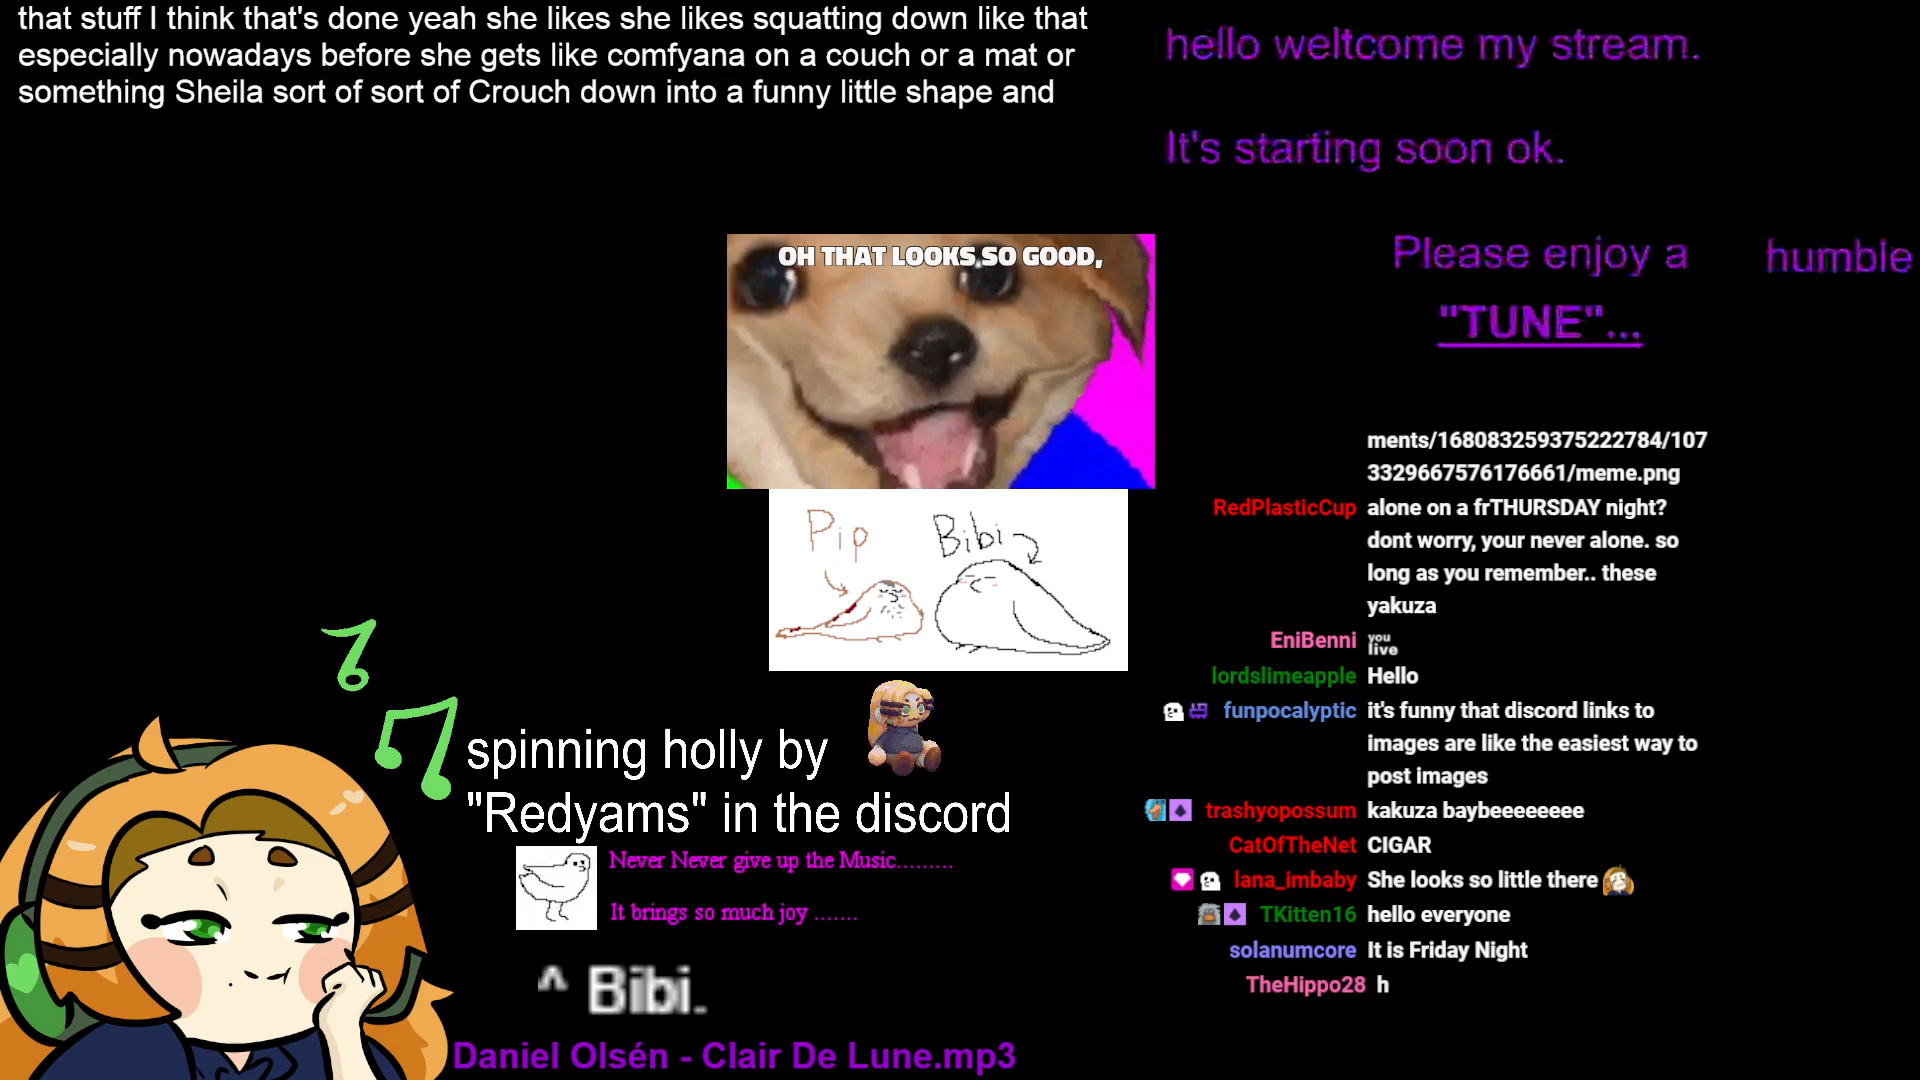 that stuff I think that's done yeah she likes she likes squatting down like that
especially nowadays before she gets like comfyana on a couch or a mat or
something Sheila sort of sort of Crouch down into a funny little shape and
hello weltcome my stream.
It's starting soon ok.
Please enjoy a humble
"TUNE"...
OH THAT LOOKS SO GOOD,
Pip
Bibi
ments/168083259375222784/107
3329667576176661/meme.png
RedPlasticCup alone on a frTHURSDAY night?
dont worry, your never alone. so
long as you remember.. these
yakuza
EniBenni you
live
lordslimeapple Hello
funpocalyptic it's funny that discord links to
images are like the easiest way to
post images
trashyopossum kakuza baybeeeeeeee
CatOfTheNet CIGAR
lana_imbaby She looks so little there
TKitten16 hello everyone
solanumcore It is Friday Night
TheHippo28 h
spinning holly by
"Redyams" in the discord
Never Never give up the Music.........
It brings so much joy .......
^ Bibi.
Daniel Olsén - Clair De Lune.mp3